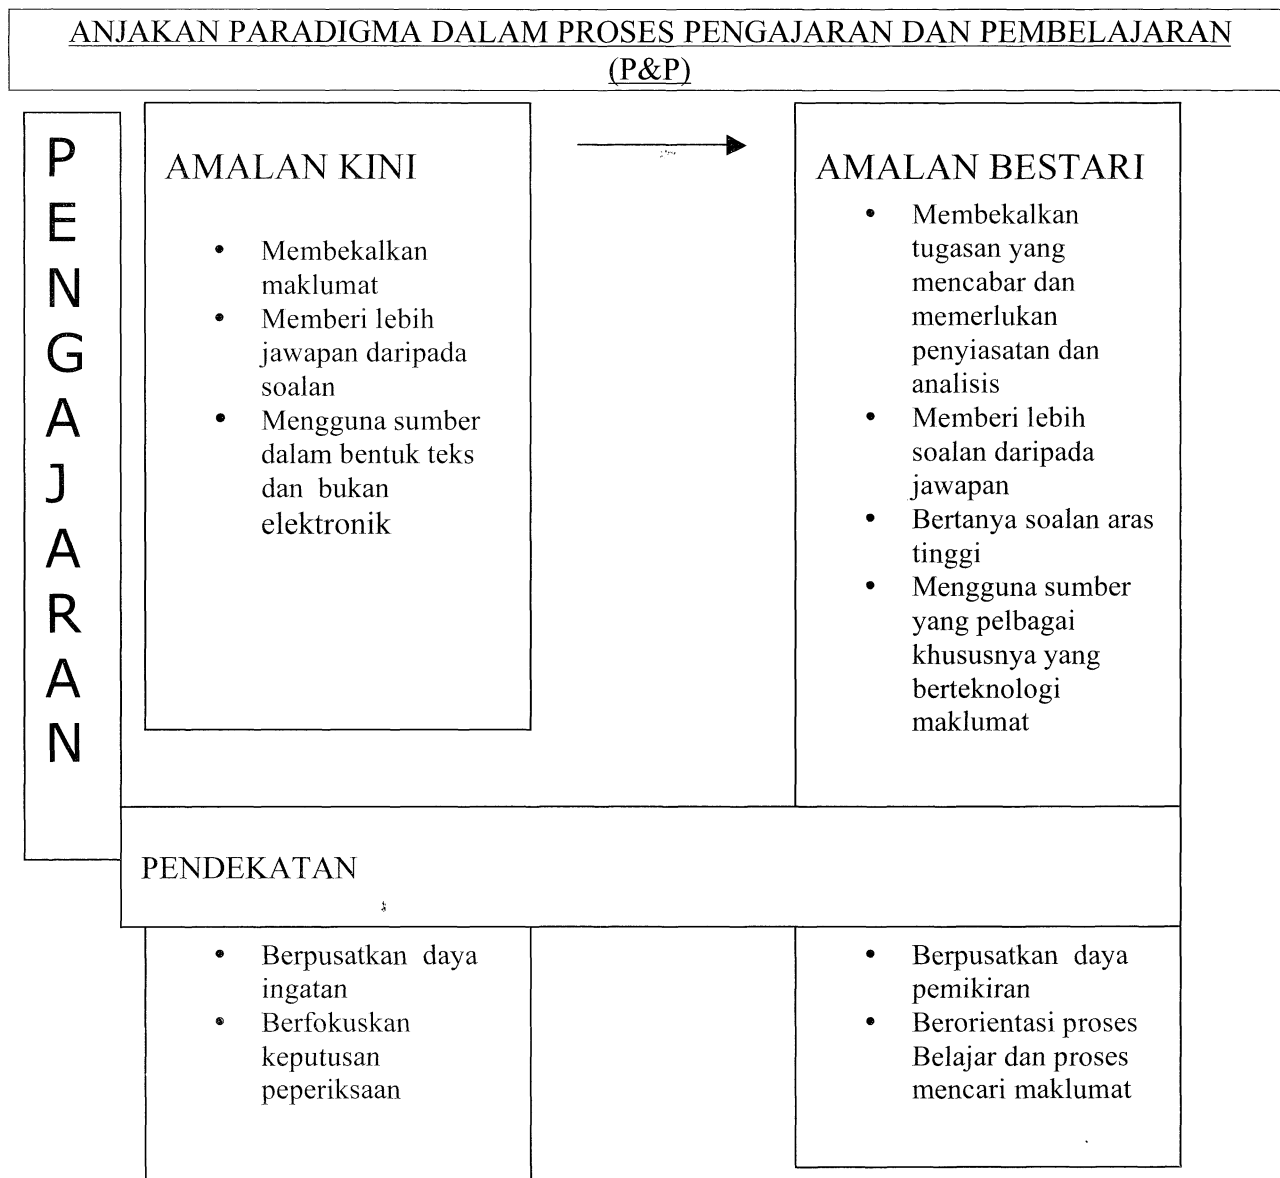 ANJAKAN PARADIGMA DALAM PROSES PENGAJARAN DAN PEMBELAJARAN
(P&P)
P
E
N
G
A
J
A
R
A
N
AMALAN KINI
• Membekalkan
maklumat
• Memberi lebih
jawapan daripada
soalan
• Mengguna sumber
dalam bentuk teks
dan bukan
elektronik
AMALAN BESTARI
• Membekalkan
tugasan yang
mencabar dan
memerlukan
penyiasatan dan
analisis
• Memberi lebih
soalan daripada
jawapan
• Bertanya soalan aras
tinggi
• Mengguna sumber
yang pelbagai
khususnya yang
berteknologi
maklumat
PENDEKATAN
• Berpusatkan daya
ingatan
• Berfokuskan
keputusan
peperiksaan
• Berpusatkan daya
pemikiran
• Berorientasi proses
Belajar dan proses
mencari maklumat